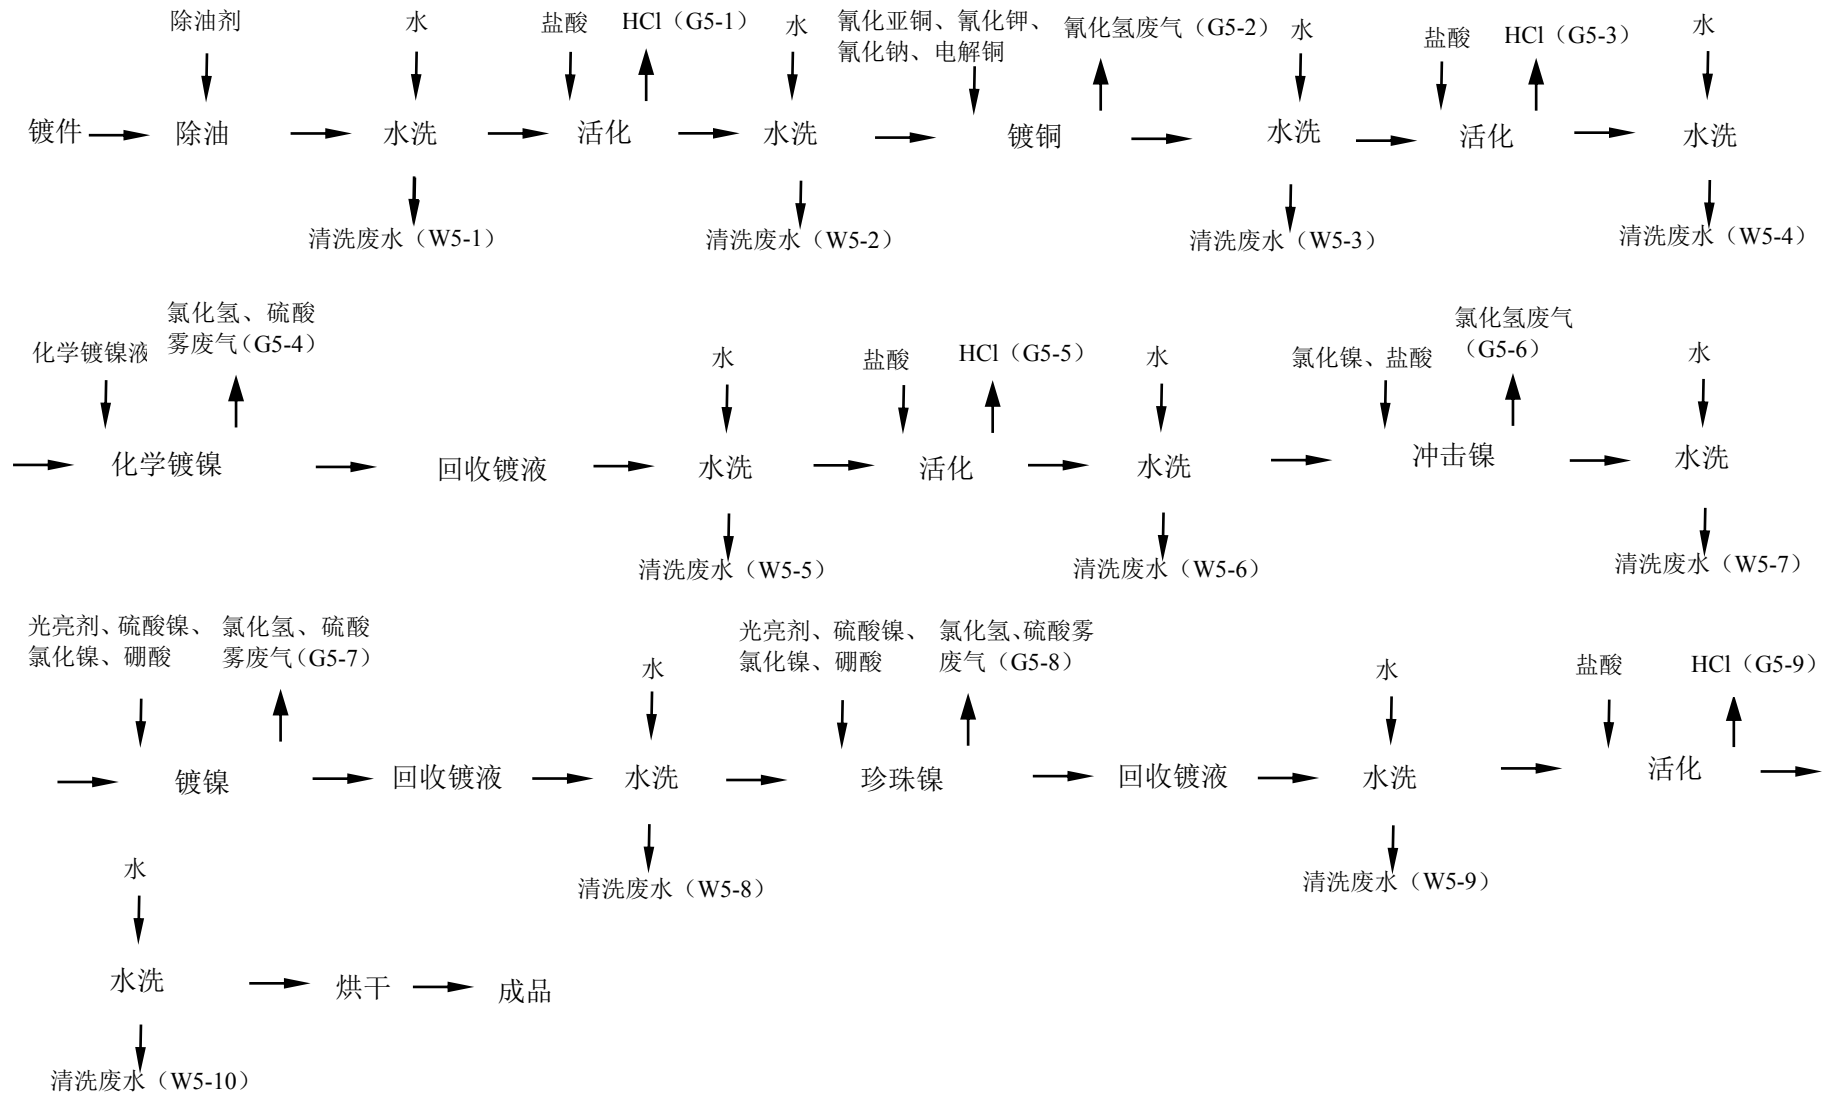 除油剂
水
盐酸
HCl（G5-1）
水
氰化亚铜、氰化钾、
氰化钠、电解铜
氰化氢废气（G5-2）
水
盐酸
HCl（G5-3）
水
镀件
除油
水洗
活化
水洗
镀铜
水洗
活化
水洗
清洗废水（W5-1）
清洗废水（W5-2）
清洗废水（W5-3）
清洗废水（W5-4）
化学镀镍液
氯化氢、硫酸
雾废气（G5-4）
水
盐酸
HCl（G5-5）
水
氯化镍、盐酸
氯化氢废气
（G5-6）
水
化学镀镍
回收镀液
水洗
活化
水洗
冲击镍
水洗
清洗废水（W5-5）
清洗废水（W5-6）
清洗废水（W5-7）
光亮剂、硫酸镍、
氯化镍、硼酸
氯化氢、硫酸
雾废气（G5-7）
水
光亮剂、硫酸镍、
氯化镍、硼酸
氯化氢、硫酸雾
废气（G5-8）
水
盐酸
HCl（G5-9）
镀镍
回收镀液
水洗
珍珠镍
回收镀液
水洗
活化
清洗废水（W5-8）
清洗废水（W5-9）
水
水洗
烘干
成品
清洗废水（W5-10）